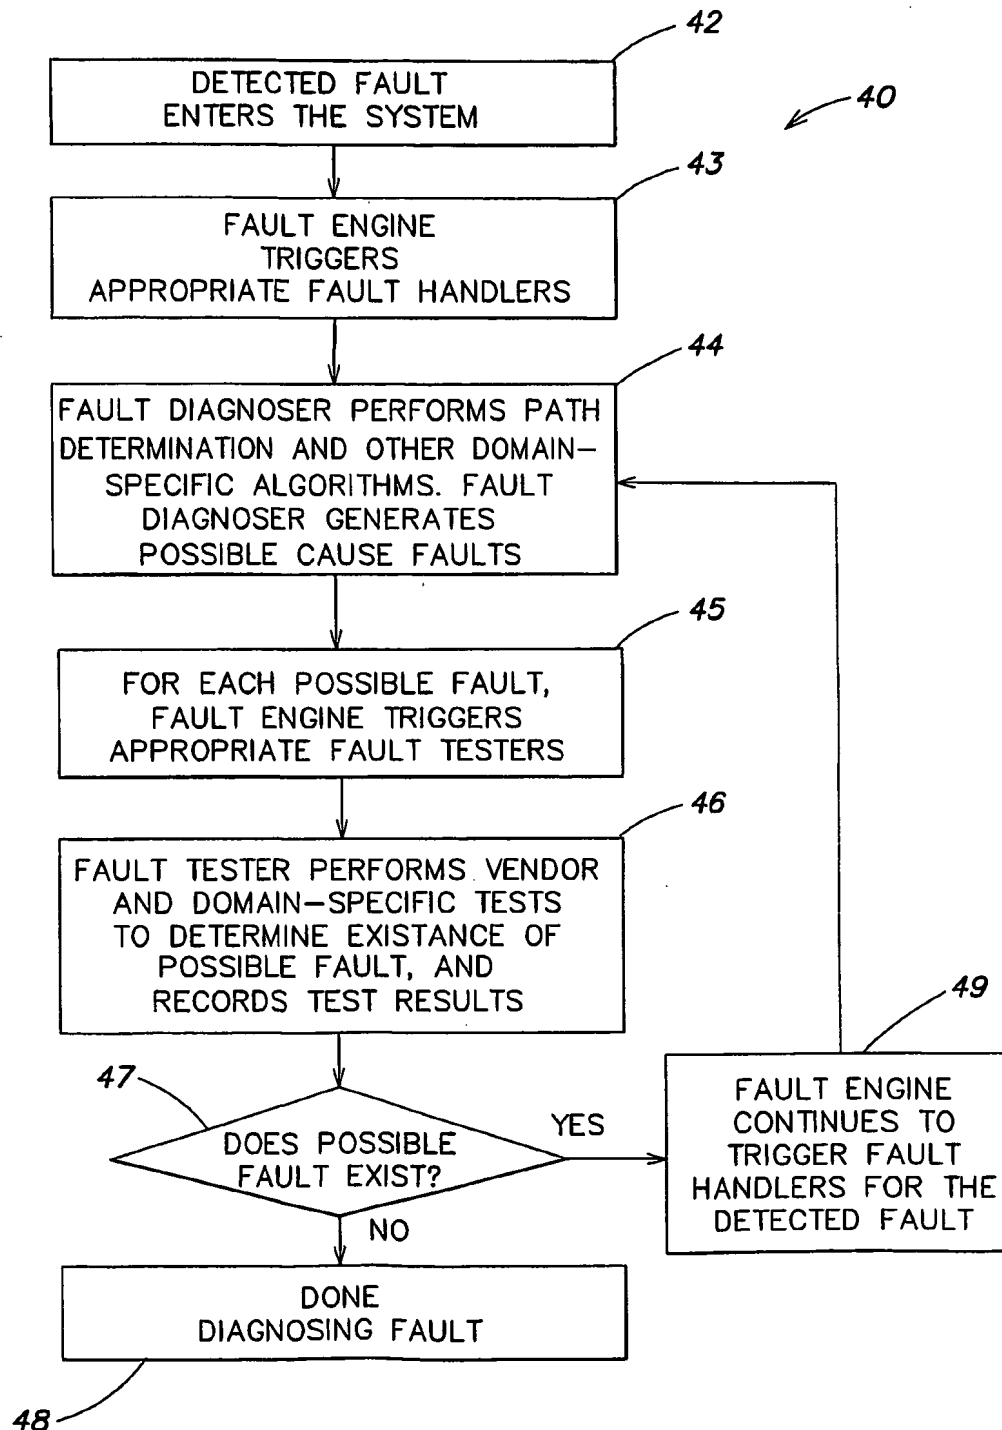 42
DETECTED FAULT
ENTERS THE SYSTEM
40
43
FAULT ENGINE
TRIGGERS
APPROPRIATE FAULT HANDLERS
44
FAULT DIAGNOSER PERFORMS PATH
DETERMINATION AND OTHER DOMAIN-
SPECIFIC ALGORITHMS. FAULT
DIAGNOSER GENERATES
POSSIBLE CAUSE FAULTS
45
FOR EACH POSSIBLE FAULT,
FAULT ENGINE TRIGGERS
APPROPRIATE FAULT TESTERS
46
FAULT TESTER PERFORMS VENDOR
AND DOMAIN-SPECIFIC TESTS
TO DETERMINE EXISTANCE OF
POSSIBLE FAULT, AND
RECORDS TEST RESULTS
47
DOES POSSIBLE
FAULT EXIST?
YES
49
FAULT ENGINE
CONTINUES TO
TRIGGER FAULT
HANDLERS FOR THE
DETECTED FAULT
NO
DONE
DIAGNOSING FAULT
48